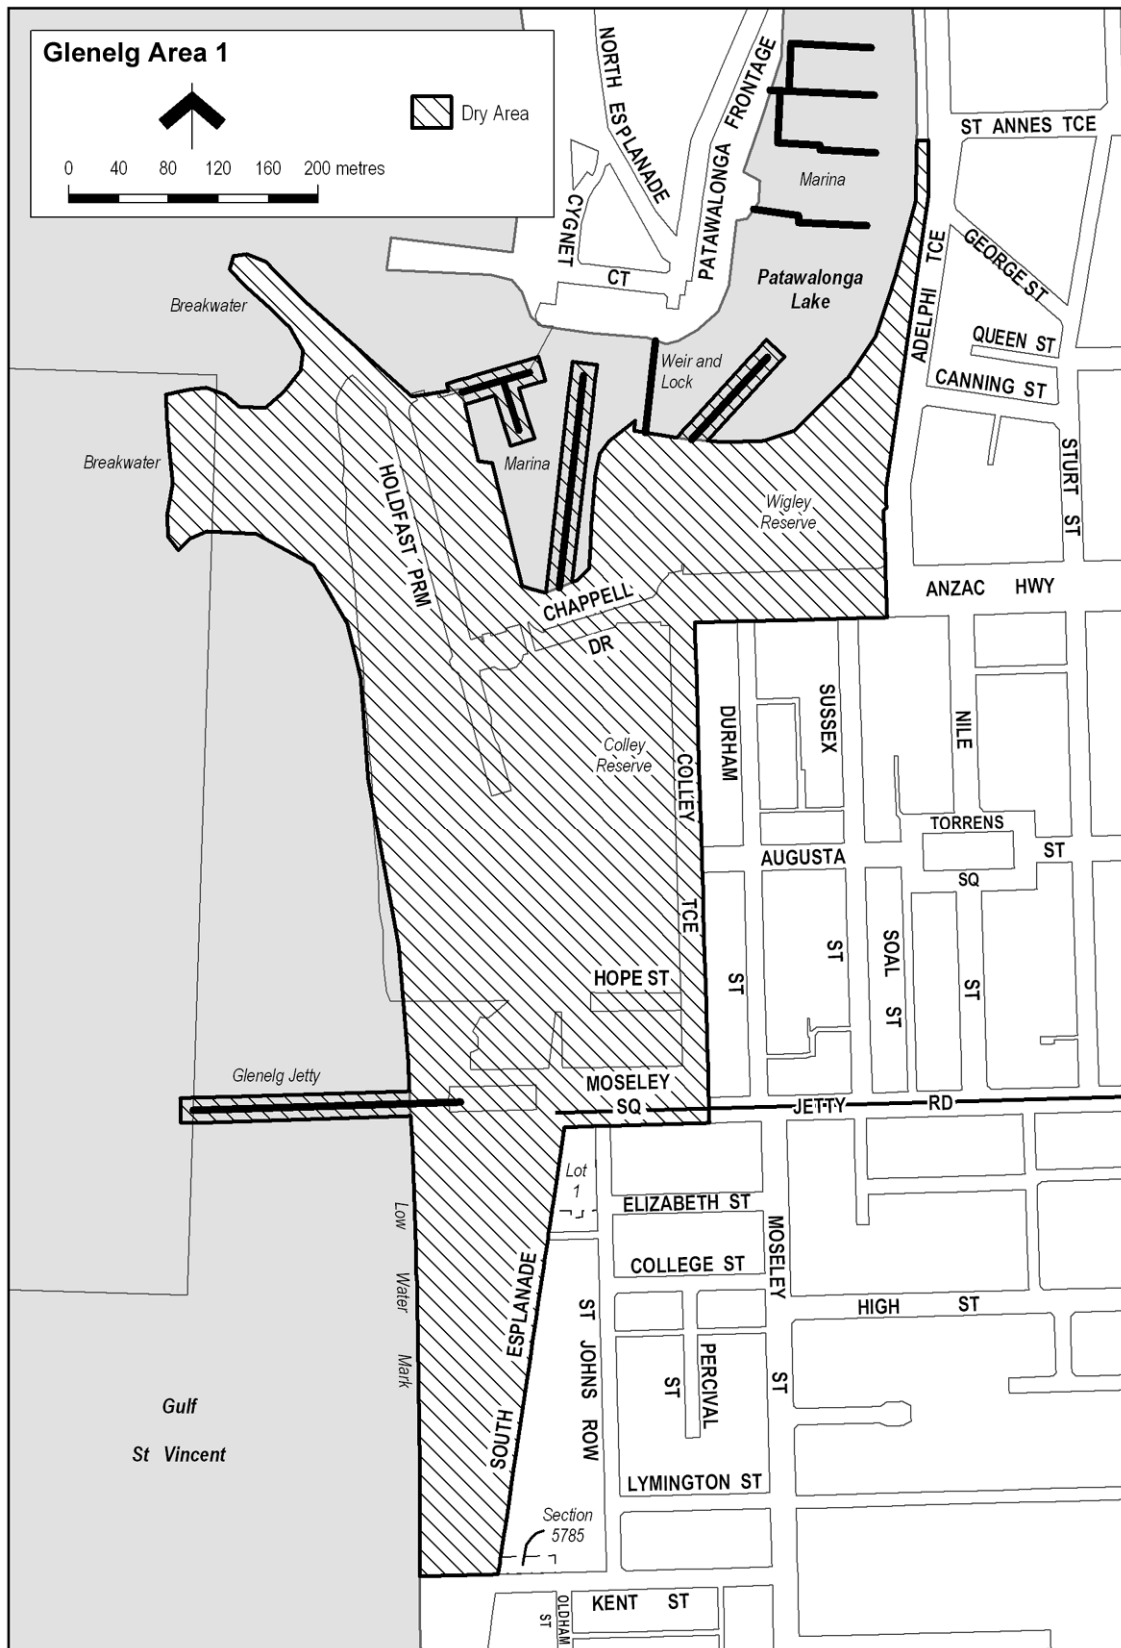 Glenelg Area 1
Dry Area
0 40 80 120 160 200 metres
NORTH ESPLANADE
PATAWALONGA FRONTAGE
ST ANNES TCE
Marina
CYGNET
CT
Patawalonga
Lake
ADELPHI TCE
GEORGE ST
QUEEN ST
CANNING ST
Breakwater
Weir and
Lock
Breakwater
Marina
HOLDFAST PRM
Wigley
Reserve
STURT ST
CHAPPELL
DR
ANZAC HWY
DURHAM
ST
SUSSEX
ST
NILE
ST
Colley
Reserve
COLLEY
TCE
TORRENS
SQ
AUGUSTA
ST
SOAL ST
HOPE ST
Glenelg Jetty
MOSELEY
SQ
JETTY RD
Lot
1
ELIZABETH ST
Low Water Mark
SOUTH ESPLANADE
COLLEGE ST
MOSELEY
ST
HIGH ST
ST JOHNS ROW
PERCIVAL
ST
Gulf
St Vincent
LYMINGTON ST
Section
5785
KENT ST
OLDHAM
ST